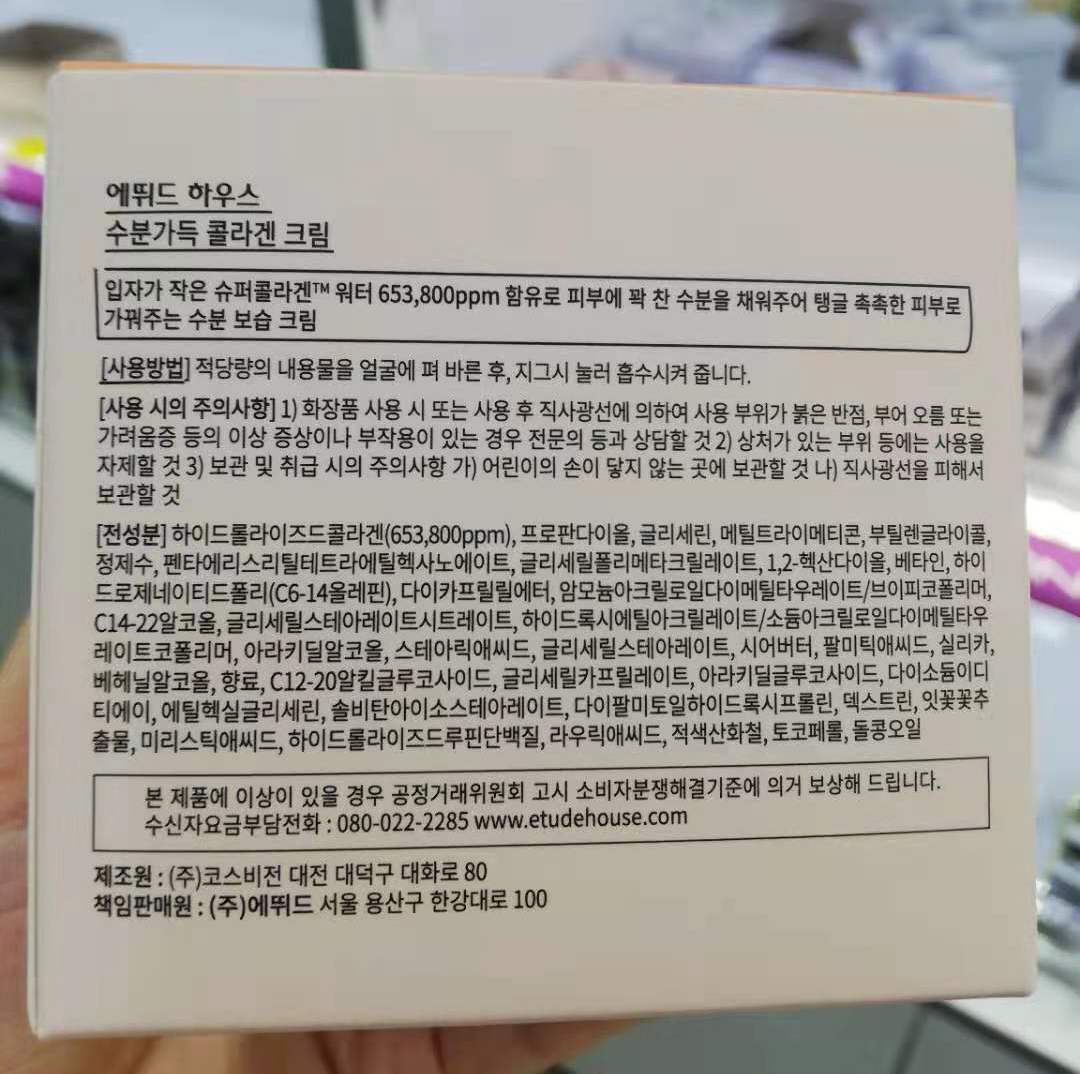 에뛰드 하우스
수분가득 콜라겐 크림
입자가 작은 슈퍼콜라겐™ 워터 653,800ppm 함유로 피부에 꽉 찬 수분을 채워주어 탱글 촉촉한 피부로
가꿔주는 수분 보습 크림
[사용방법] 적당량의 내용물을 얼굴에 펴 바른 후, 지그시 눌러 흡수시켜 줍니다.
[사용 시의 주의사항] 1) 화장품 사용 시 또는 사용 후 직사광선에 의하여 사용 부위가 붉은 반점, 부어 오름 또는
가려움증 등의 이상 증상이나 부작용이 있는 경우 전문의 등과 상담할 것 2) 상처가 있는 부위 등에는 사용을
자제할 것 3) 보관 및 취급 시의 주의사항 가) 어린이의 손이 닿지 않는 곳에 보관할 것 나) 직사광선을 피해서
보관할 것
[전성분] 하이드롤라이즈드콜라겐(653,800ppm), 프로판다이올, 글리세린, 메틸트라이메티콘, 부틸렌글라이콜,
정제수, 펜타에리스리틸테트라에틸헥사노에이트, 글리세릴폴리메타크릴레이트, 1,2-헥산다이올, 베타인, 하이
드로제네이티드폴리(C6-14올레핀), 다이카프릴릴에터, 암모늄아크릴로일다이메틸타우레이트/브이피코폴리머,
C14-22알코올, 글리세릴스테아레이트시트레이트, 하이드록시에틸아크릴레이트/소듐아크릴로일다이메틸타우
레이트코폴리머, 아라키딜알코올, 스테아릭애씨드, 글리세릴스테아레이트, 시어버터, 팔미틱애씨드, 실리카,
베헤닐알코올, 향료, C12-20알킬글루코사이드, 글리세릴카프릴레이트, 아라키딜글루코사이드, 다이소듐이디
티에이, 에틸헥실글리세린, 솔비탄아이소스테아레이트, 다이팔미토일하이드록시프롤린, 덱스트린, 잇꽃꽃추
출물, 미리스틱애씨드, 하이드롤라이즈드루핀단백질, 라우릭애씨드, 적색산화철, 토코페롤, 돌콩오일
본 제품에 이상이 있을 경우 공정거래위원회 고시 소비자분쟁해결기준에 의거 보상해 드립니다.
수신자요금부담전화 : 080-022-2285 www.etudehouse.com
제조원 : (주)코스비전 대전 대덕구 대화로 80
책임판매원 : (주)에뛰드 서울 용산구 한강대로 100